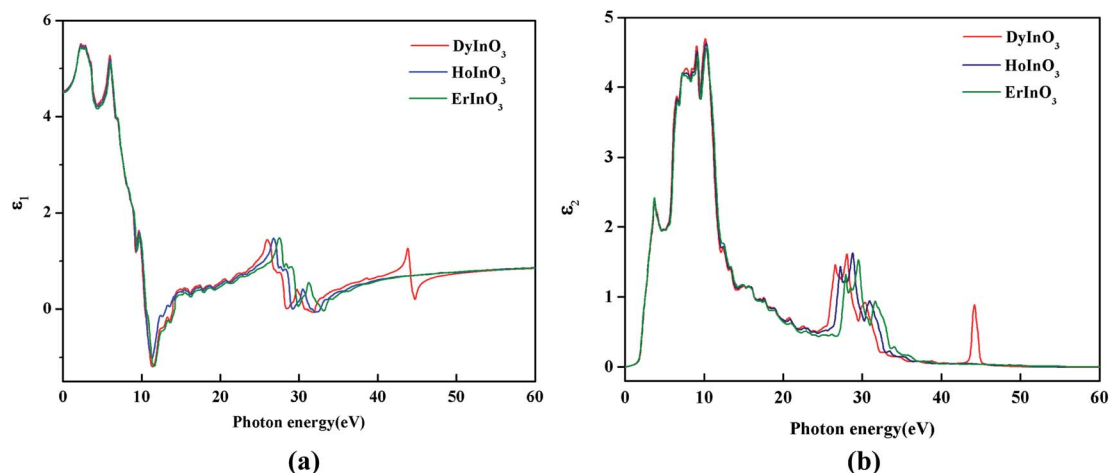 6
4
2
0
ε1
0 10 20 30 40 50 60
Photon energy(eV)
DyInO3
HoInO3
ErInO3
(a)
5
4
3
2
1
0
ε2
0 10 20 30 40 50 60
Photon energy(eV)
DyInO3
HoInO3
ErInO3
(b)